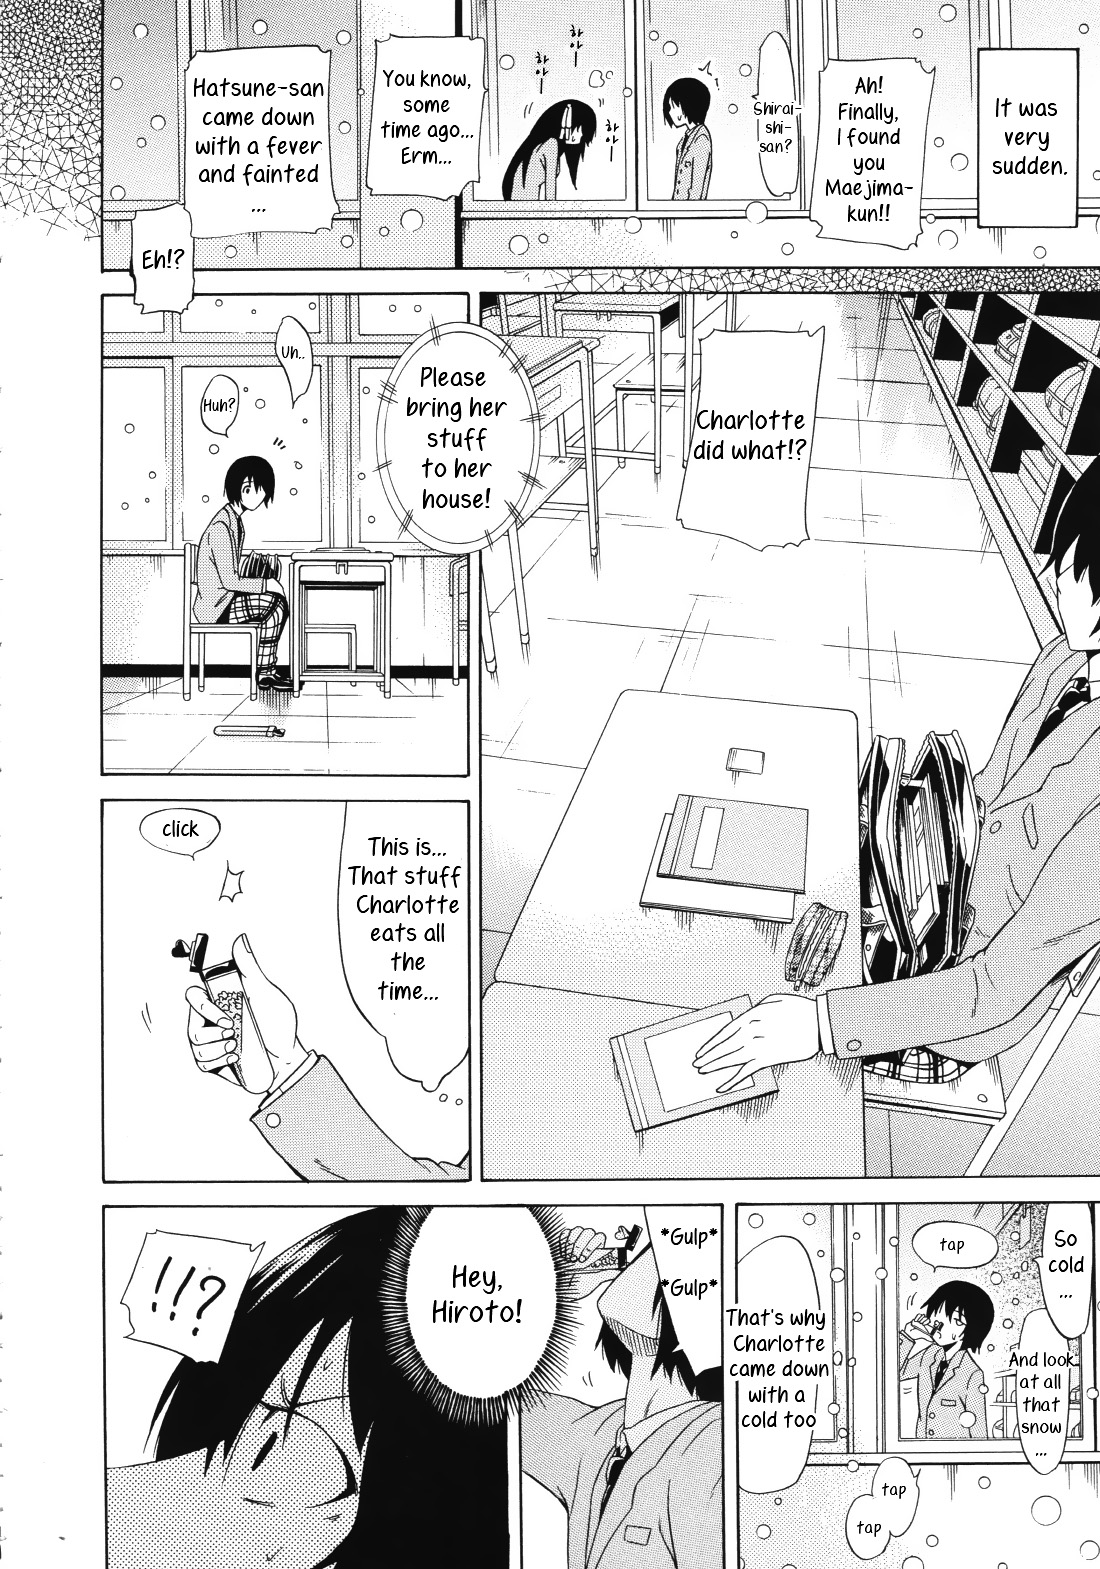 It was
very
sudden.
Ah!
Finally,
I found
you
Maejima-
kun!!
Shirai-
shi-
san?
하
아
하
아
하
아
You know,
some
time ago...
Erm...
Hatsune-san
came down
with a fever
and fainted
...
Eh!?
Charlotte
did what!?
Please
bring her
stuff
to her
house!
Uh..
Huh?
This is...
That stuff
Charlotte
eats all
the
time...
click
So
cold
...
And look
at all
that
snow
...
tap
tap
tap
That's why
Charlotte
came down
with a
cold too
*Gulp*
*Gulp*
Hey,
Hiroto!
!!?